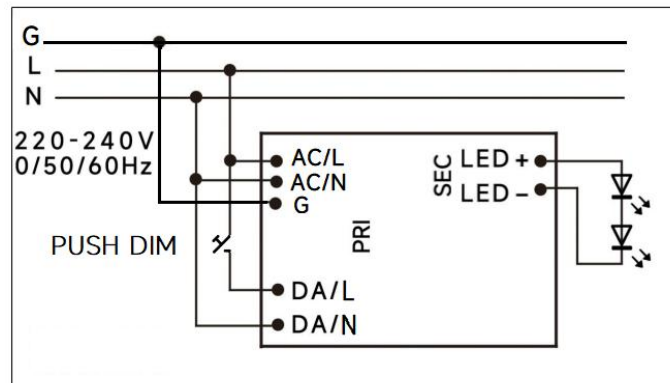 G
L
N
220-240V
0/50/60Hz
AC/L
AC/N
G
PRI
SEC
LED +
LED −
PUSH DIM
DA/L
DA/N